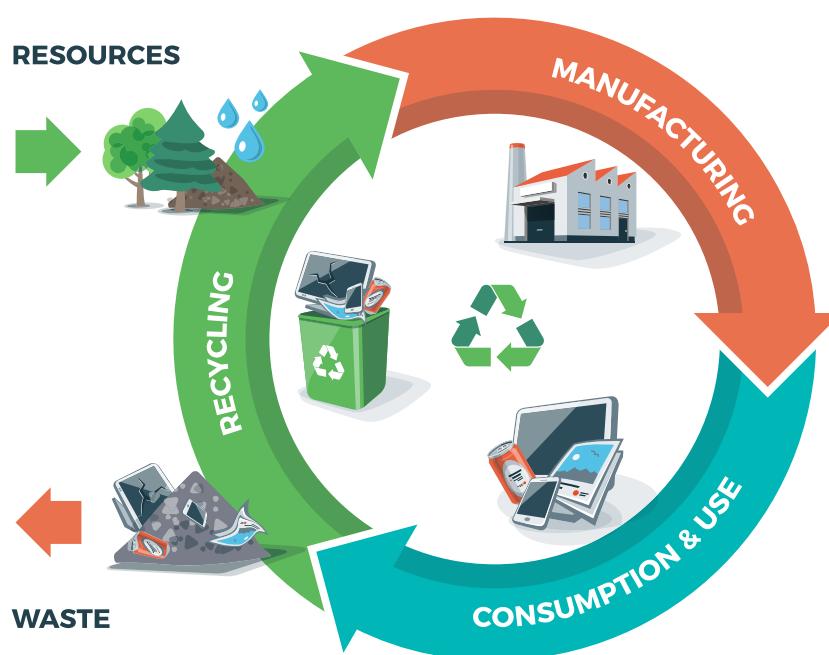 RESOURCES
MANUFACTURING
RECYCLING
CONSUMPTION & USE
WASTE